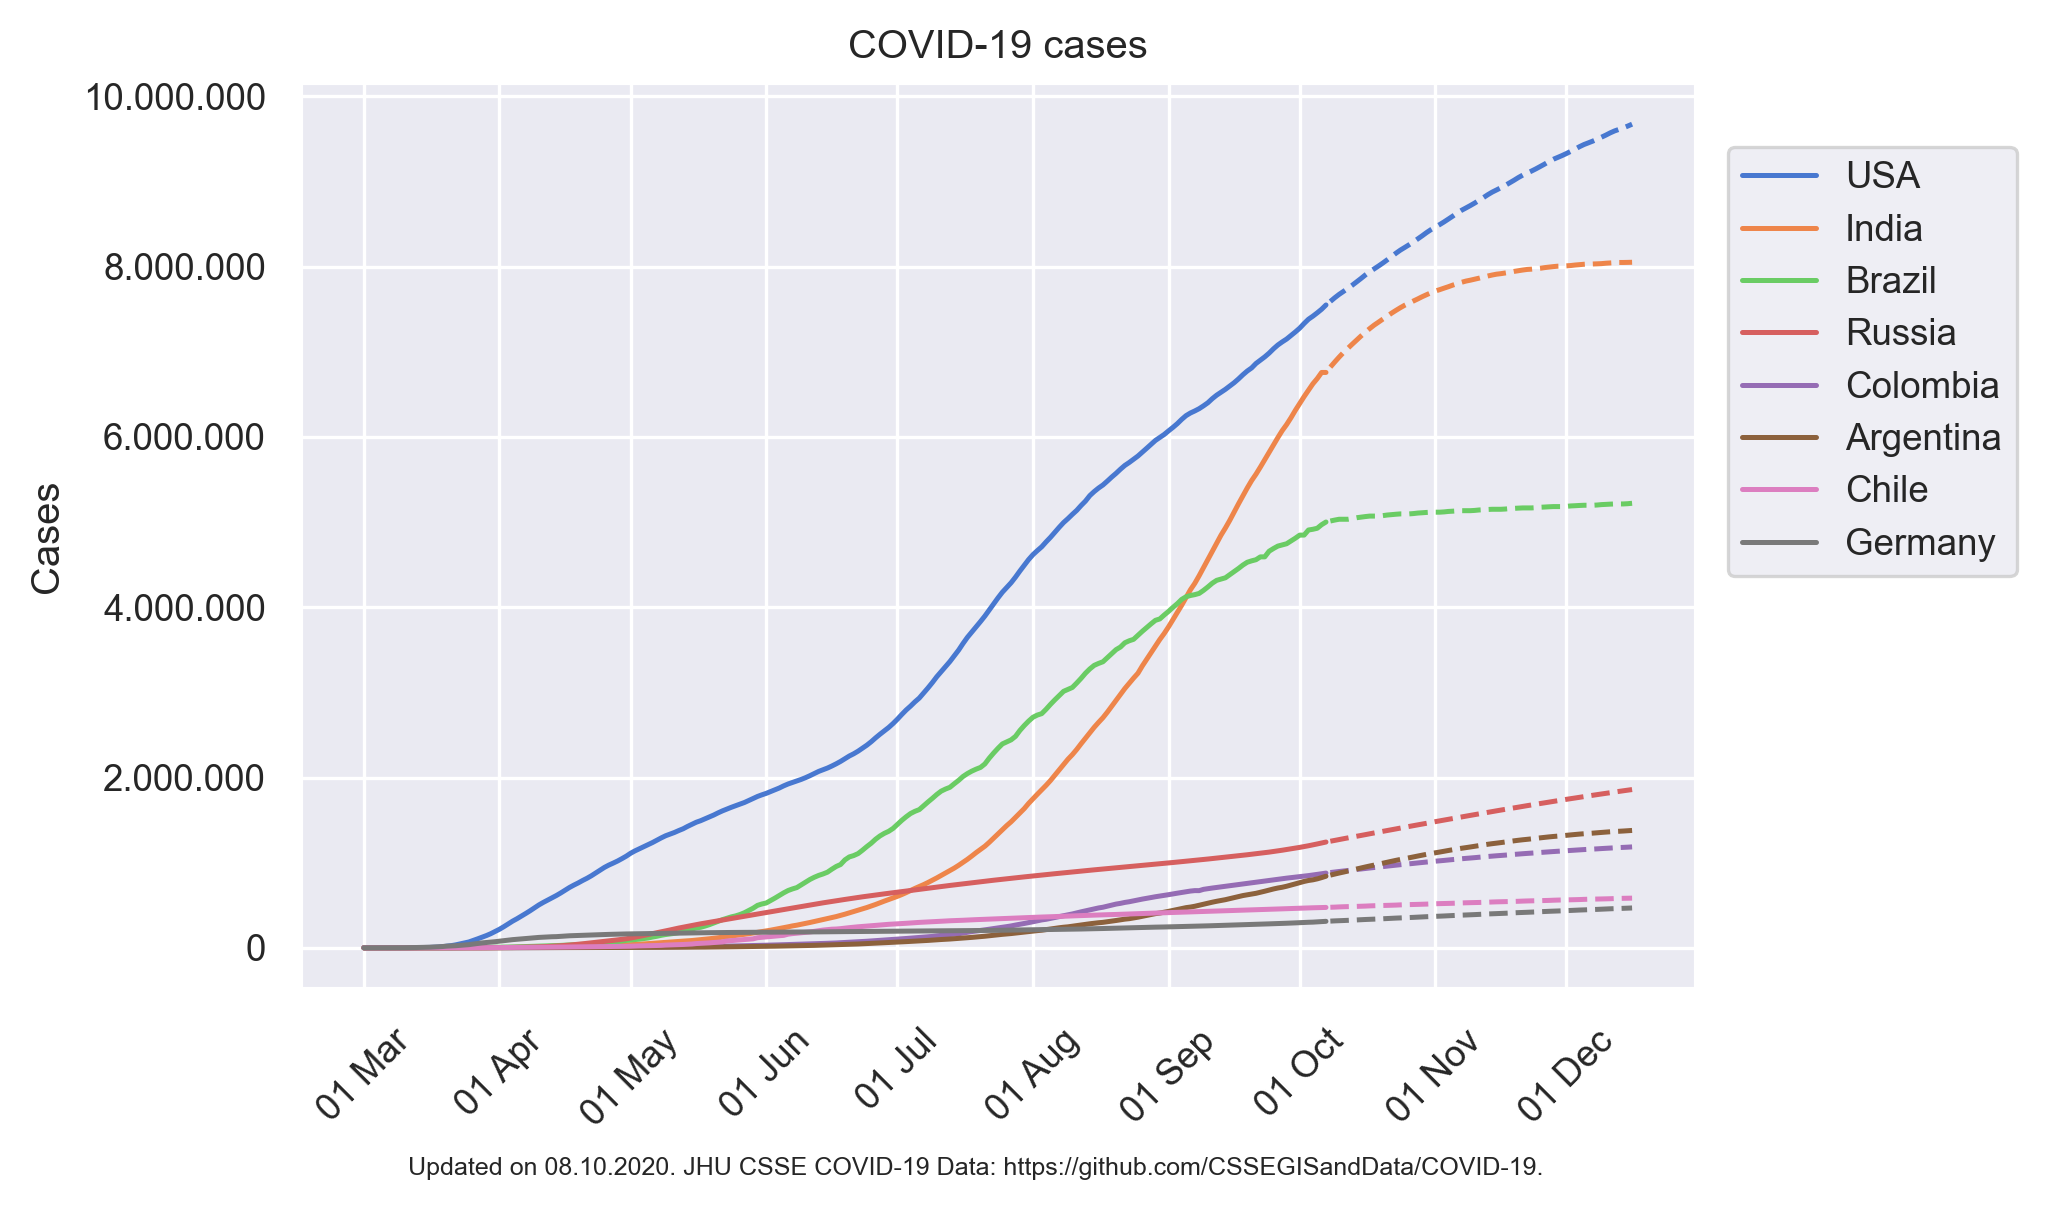 COVID-19 cases
10.000.000
8.000.000
6.000.000
4.000.000
2.000.000
0
Cases
01 Mar
01 Apr
01 May
01 Jun
01 Jul
01 Aug
01 Sep
01 Oct
01 Nov
01 Dec
USA
India
Brazil
Russia
Colombia
Argentina
Chile
Germany
Updated on 08.10.2020. JHU CSSE COVID-19 Data: https://github.com/CSSEGISandData/COVID-19.